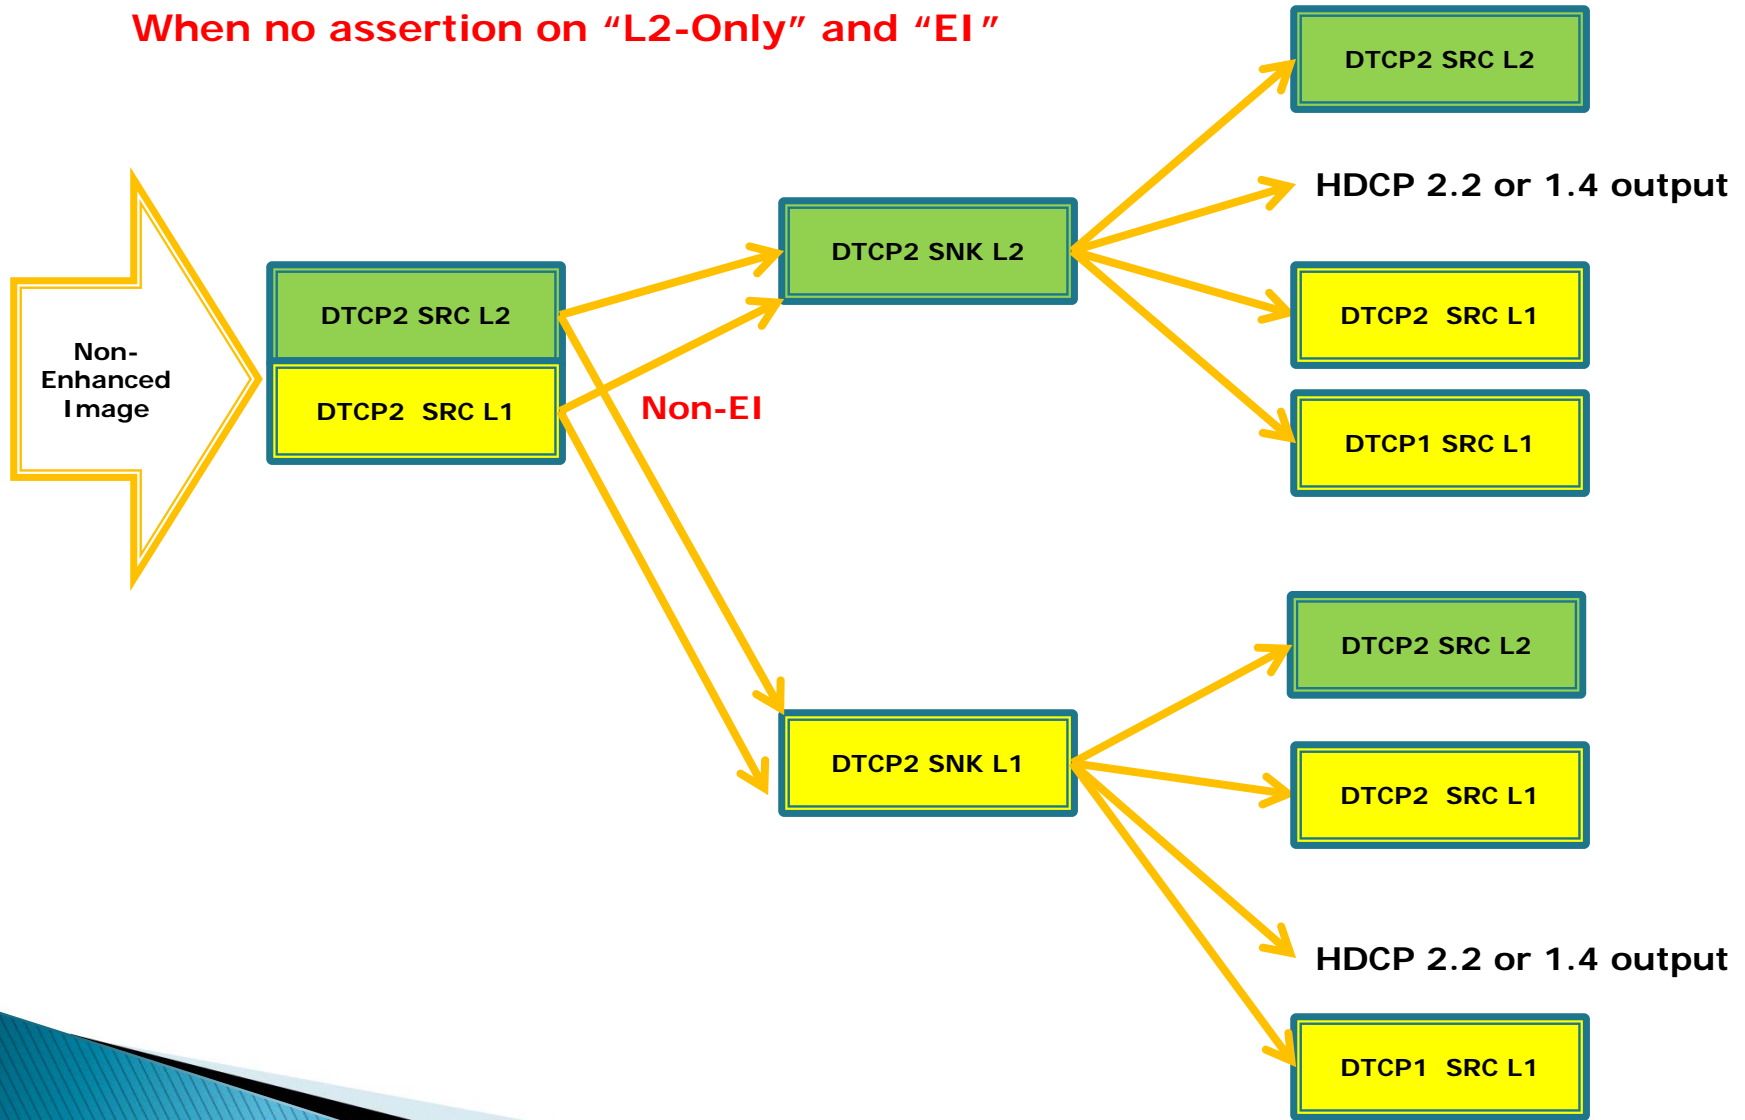 When no assertion on “L2-Only” and “EI”
Non-
Enhanced
Image
DTCP2 SRC L2
DTCP2 SRC L1
Non-EI
DTCP2 SNK L2
DTCP2 SNK L1
DTCP2 SRC L2
HDCP 2.2 or 1.4 output
DTCP2 SRC L1
DTCP1 SRC L1
DTCP2 SRC L2
DTCP2 SRC L1
HDCP 2.2 or 1.4 output
DTCP1 SRC L1